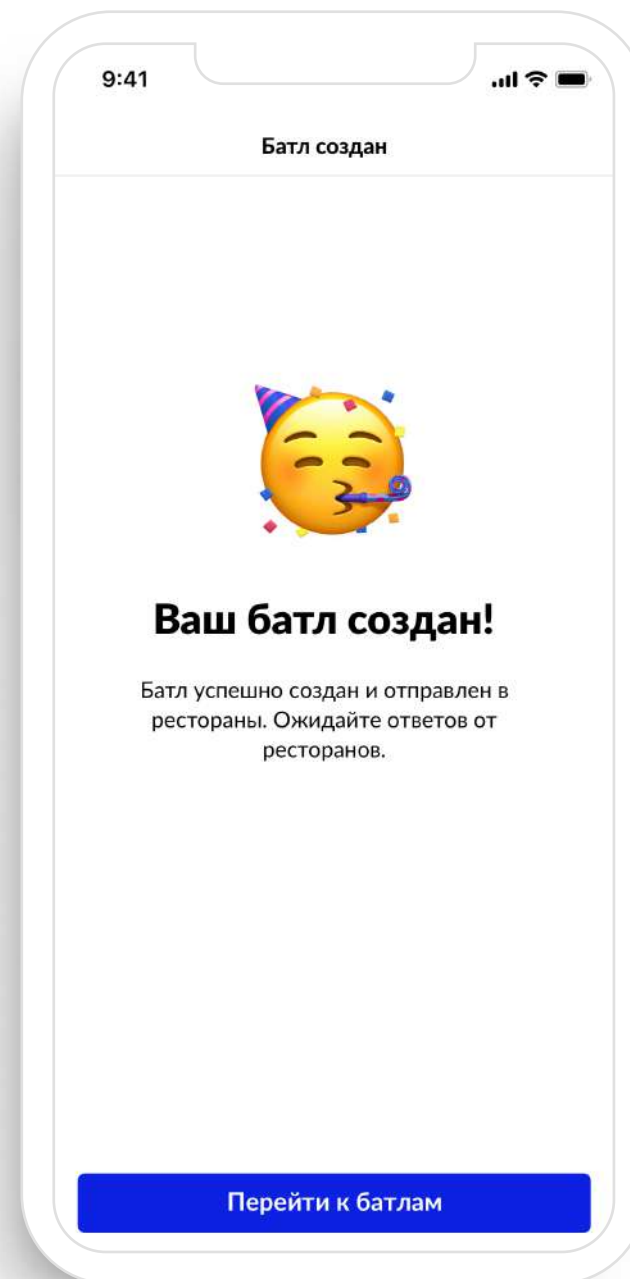 9:41
Батл создан
Ваш батл создан!
Батл успешно создан и отправлен в
рестораны. Ожидайте ответов от
ресторанов.
Перейти к батлам